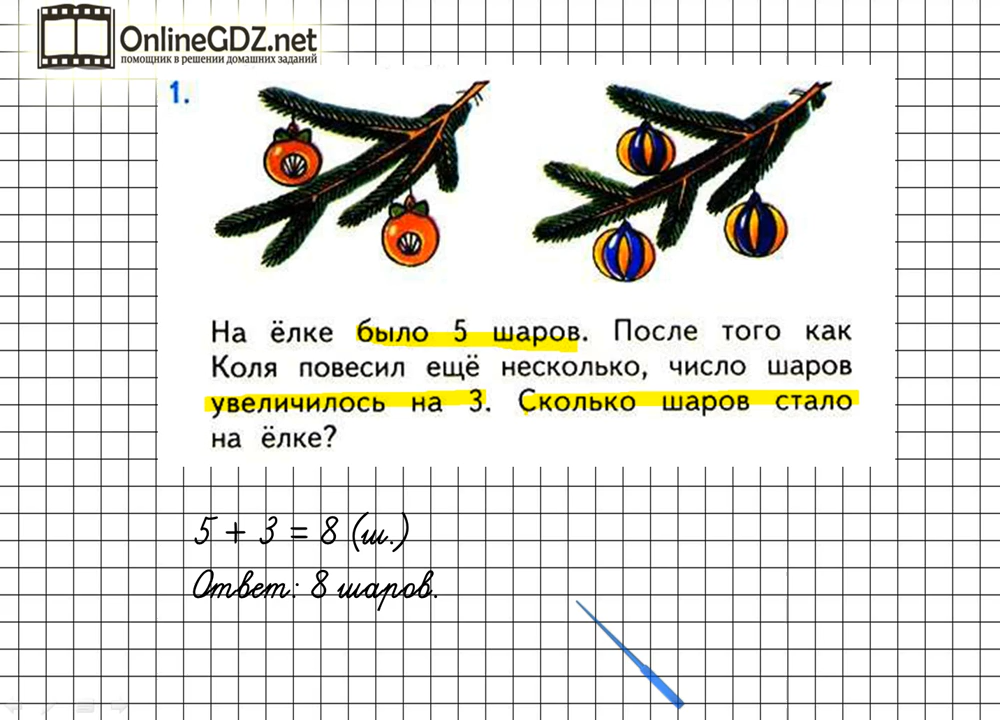 OnlineGDZ.net
помощник в решении домашних заданий
1.
На ёлке было 5 шаров. После того как
Коля повесил ещё несколько, число шаров
увеличилось на 3. Сколько шаров стало
на ёлке?
5 + 3 = 8 (ш.)
Ответ: 8 шаров.